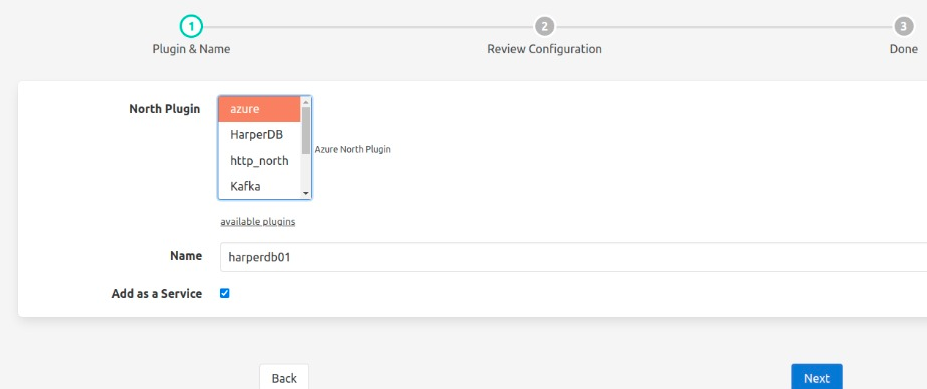 1 2 3
Plugin & Name Review Configuration Done
North Plugin azure
HarperDB
Azure North Plugin
http_north
Kafka
available plugins
Name harperdb01
Add as a Service
Back Next